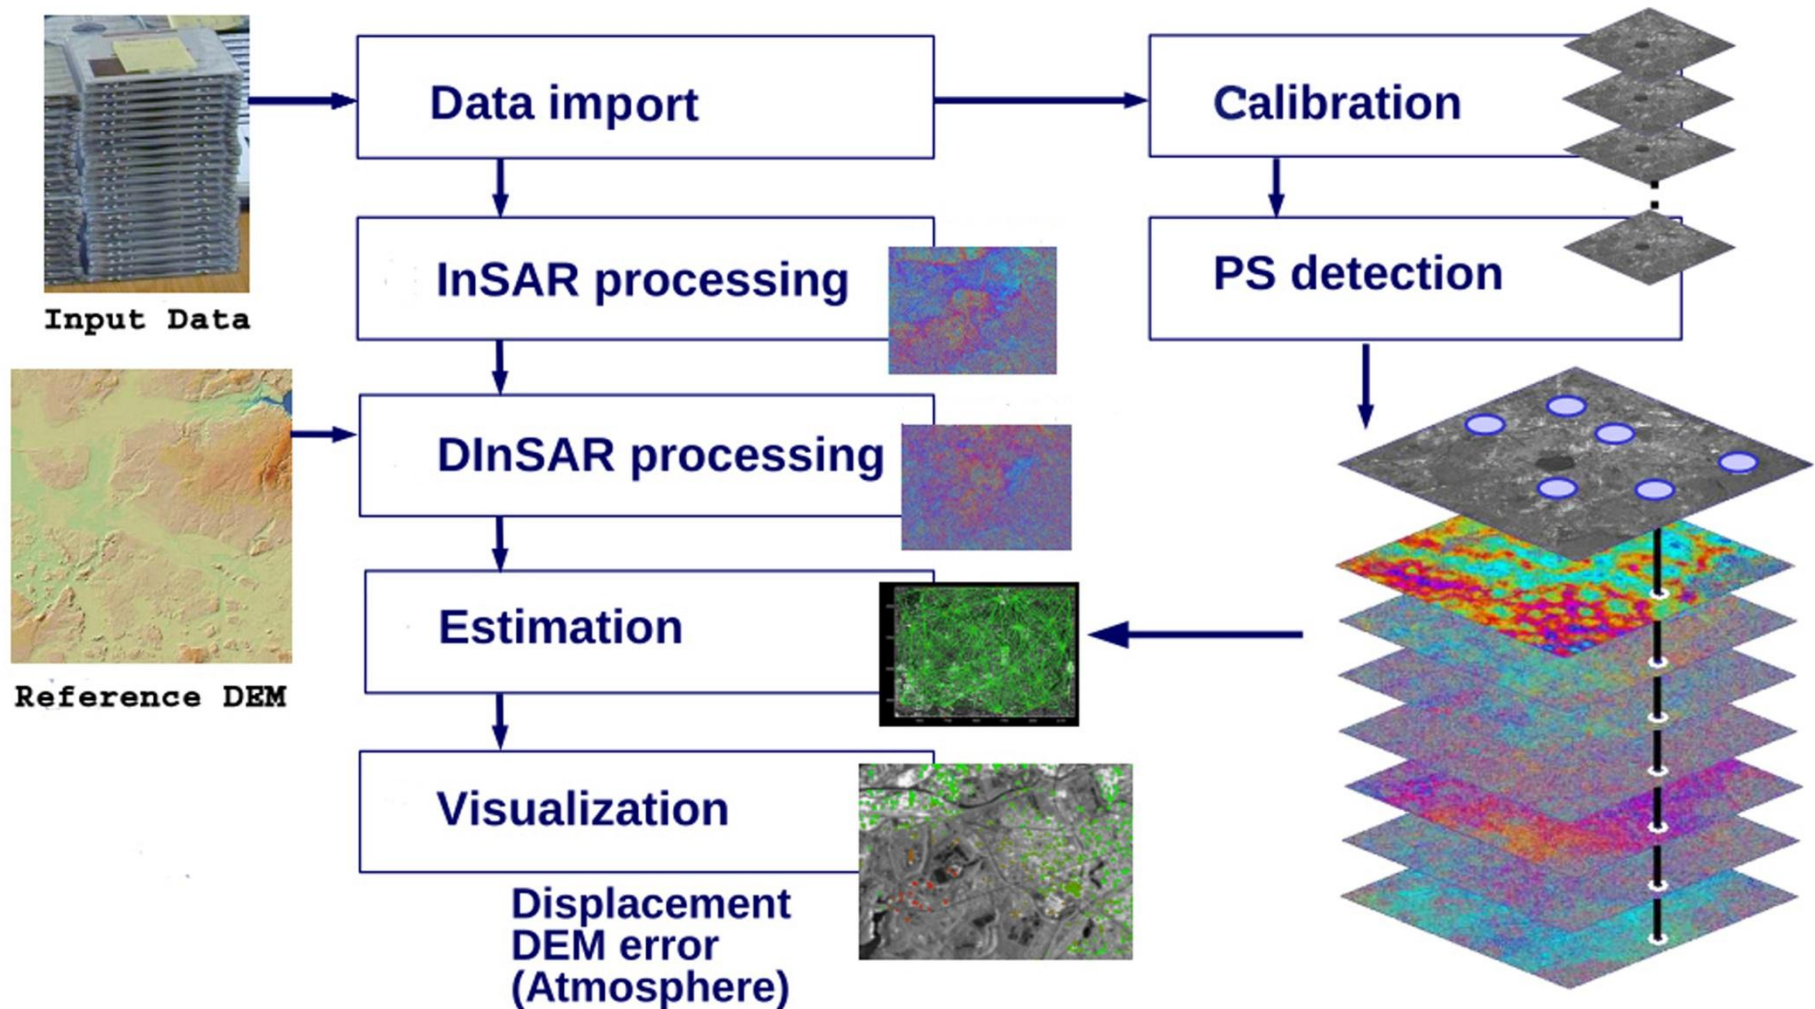 Data import
Calibration
InSAR processing
PS detection
Input Data
DInSAR processing
Estimation
Reference DEM
Visualization
Displacement
DEM error
(Atmosphere)